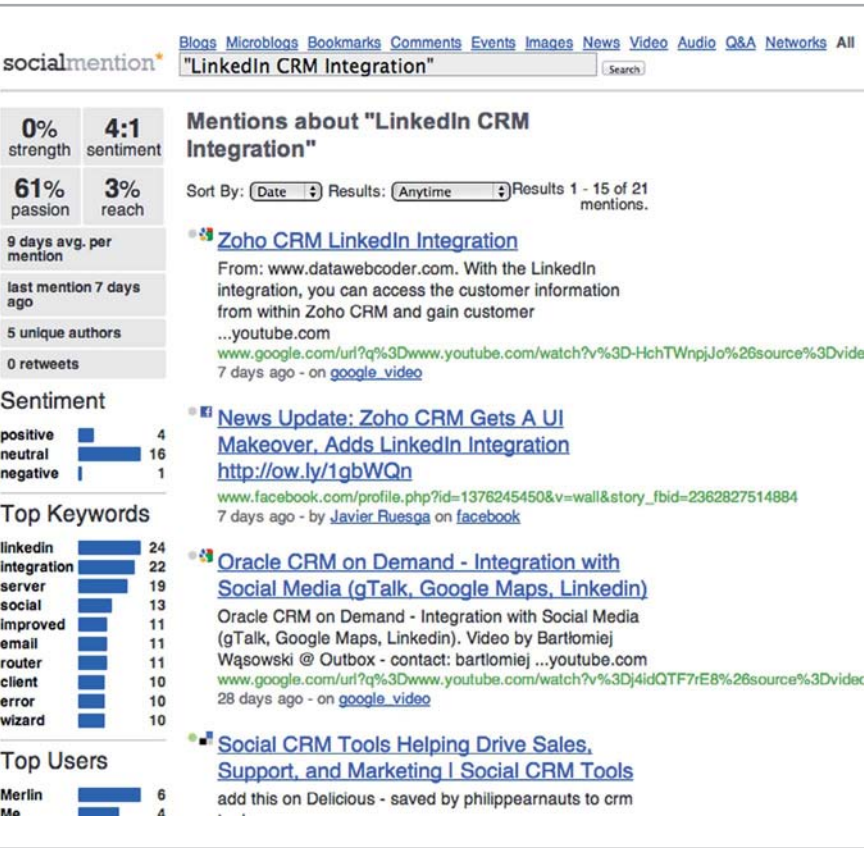 Blogs Microblogs Bookmarks Comments Events Images News Video Audio Q&A Networks All
socialmention*
"LinkedIn CRM Integration"
Search
0%
strength
4:1
sentiment
61%
passion
3%
reach
9 days avg. per
mention
last mention 7 days
ago
5 unique authors
0 retweets
Sentiment
positive 4
neutral 16
negative 1
Top Keywords
linkedin 24
integration 22
server 19
social 13
improved 11
email 11
router 11
client 10
error 10
wizard 10
Top Users
Merlin 6
Me 4
Mentions about "LinkedIn CRM
Integration"
Sort By: Date Results: Anytime Results 1 - 15 of 21
mentions.
Zoho CRM LinkedIn Integration
From: www.datawebcoder.com. With the LinkedIn
integration, you can access the customer information
from within Zoho CRM and gain customer
...youtube.com
www.google.com/url?q%3Dwww.youtube.com/watch?v%3D-HchTWnpjJo%26source%3Dvide
7 days ago - on google_video
News Update: Zoho CRM Gets A UI
Makeover, Adds LinkedIn Integration
http://ow.ly/1gbWQn
www.facebook.com/profile.php?id=1376245450&v=wall&story_fbid=2362827514884
7 days ago - by Javier Ruesga on facebook
Oracle CRM on Demand - Integration with
Social Media (gTalk, Google Maps, Linkedin)
Oracle CRM on Demand - Integration with Social Media
(gTalk, Google Maps, Linkedin). Video by Bartłomiej
Wąsowski @ Outbox - contact: bartlomiej ...youtube.com
www.google.com/url?q%3Dwww.youtube.com/watch?v%3Dj4idQTF7rE8%26source%3Dvideo
28 days ago - on google_video
Social CRM Tools Helping Drive Sales,
Support, and Marketing | Social CRM Tools
add this on Delicious - saved by philippearnauts to crm